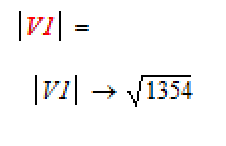 |V1| =
|V1| → √1354